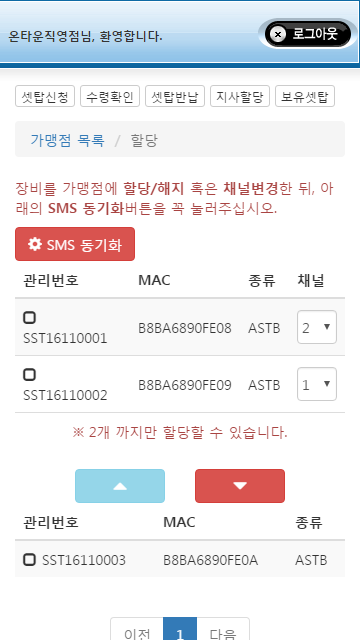 온타운직영점님, 환영합니다.
로그아웃
셋탑신청 수령확인 셋탑반납 지사할당 보유셋탑
가맹점 목록 / 할당
장비를 가맹점에 할당/해지 혹은 채널변경한 뒤, 아
래의 SMS 동기화버튼을 꼭 눌러주십시오.
SMS 동기화
관리번호 MAC 종류 채널
SST16110001 B8BA6890FE08 ASTB 2
SST16110002 B8BA6890FE09 ASTB 1
※ 2개 까지만 할당할 수 있습니다.
관리번호 MAC 종류
SST16110003 B8BA6890FE0A ASTB
이전 1 다음